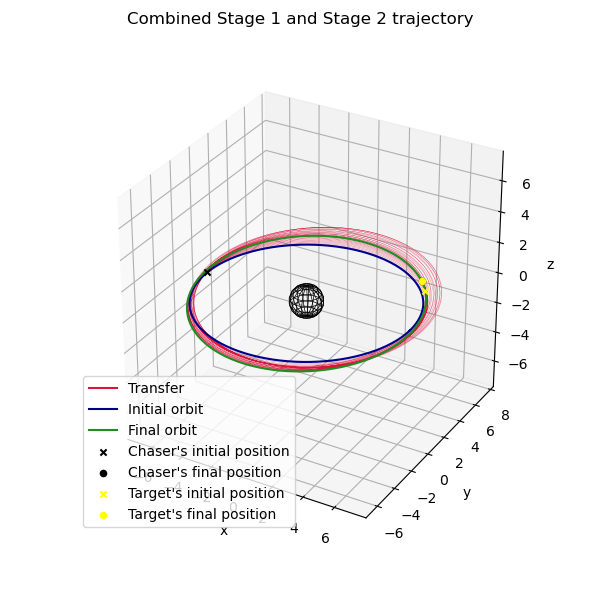 Combined Stage 1 and Stage 2 trajectory
6
4
2
0
−2
−4
−6
z
8
6
4
2
0
−2
−4
−6
y
4
6
x
Transfer
Initial orbit
Final orbit
Chaser's initial position
Chaser's final position
Target's initial position
Target's final position